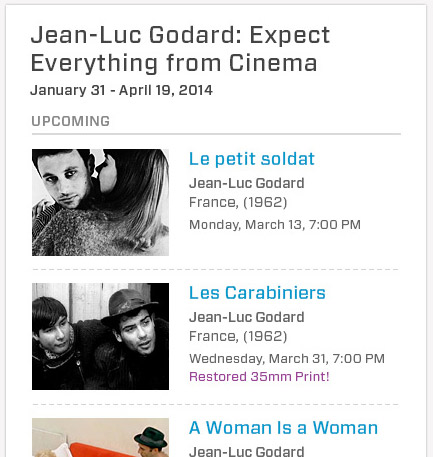 Jean-Luc Godard: Expect
Everything from Cinema
January 31 - April 19, 2014
UPCOMING
Le petit soldat
Jean-Luc Godard
France, (1962)
Monday, March 13, 7:00 PM
Les Carabiniers
Jean-Luc Godard
France, (1962)
Wednesday, March 31, 7:00 PM
Restored 35mm Print!
A Woman Is a Woman
Jean-Luc Godard